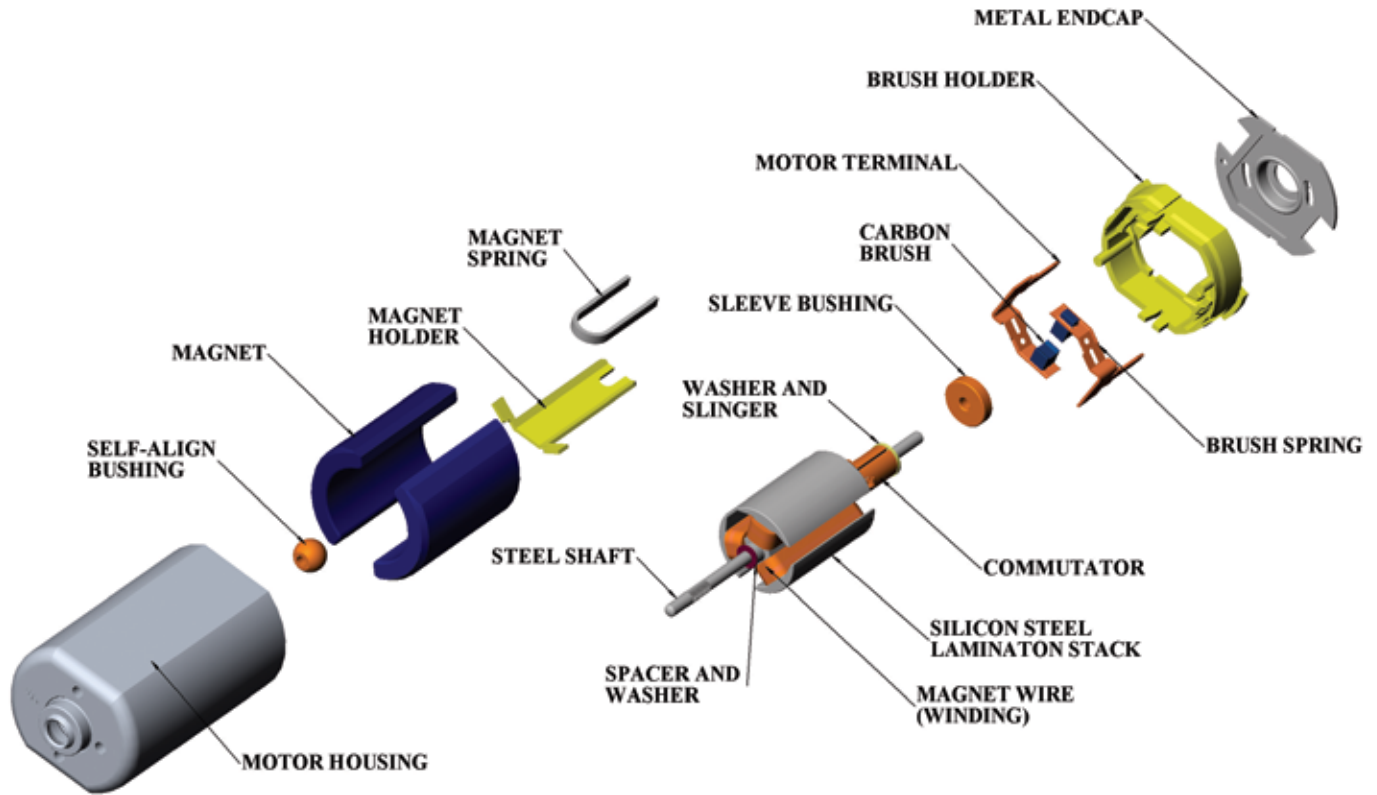 METAL ENDCAP
BRUSH HOLDER
MOTOR TERMINAL
CARBON
BRUSH
MAGNET
SPRING
SLEEVE BUSHING
MAGNET
HOLDER
MAGNET
WASHER AND
SLINGER
SELF-ALIGN
BUSHING
BRUSH SPRING
STEEL SHAFT
COMMUTATOR
SILICON STEEL
LAMINATON STACK
SPACER AND
WASHER
MAGNET WIRE
(WINDING)
MOTOR HOUSING